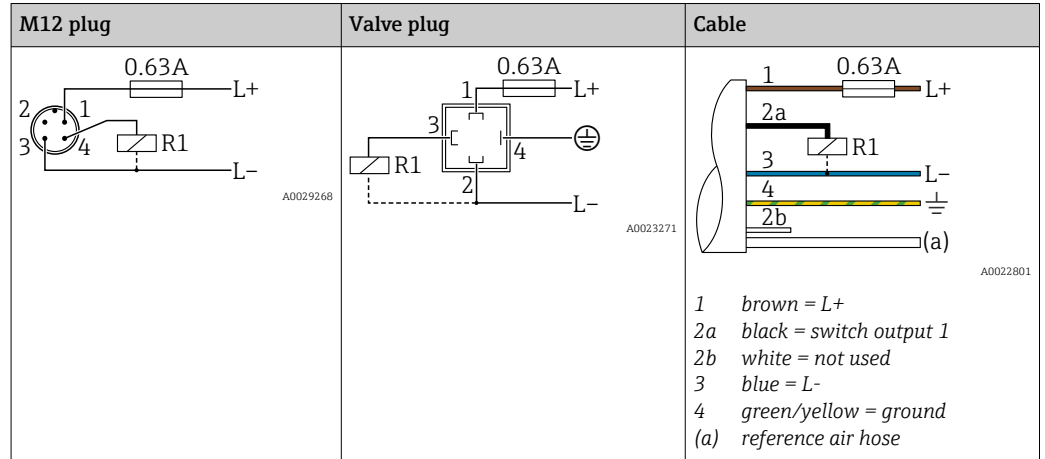 M12 plug
Valve plug
Cable
0.63A
L+
2
1
3
4
R1
L–
A0029268
0.63A
1
L+
3
4
R1
2
L–
A0023271
1
0.63A
L+
2a
R1
3
L–
4
2b
(a)
A0022801
1 brown = L+
2a black = switch output 1
2b white = not used
3 blue = L-
4 green/yellow = ground
(a) reference air hose